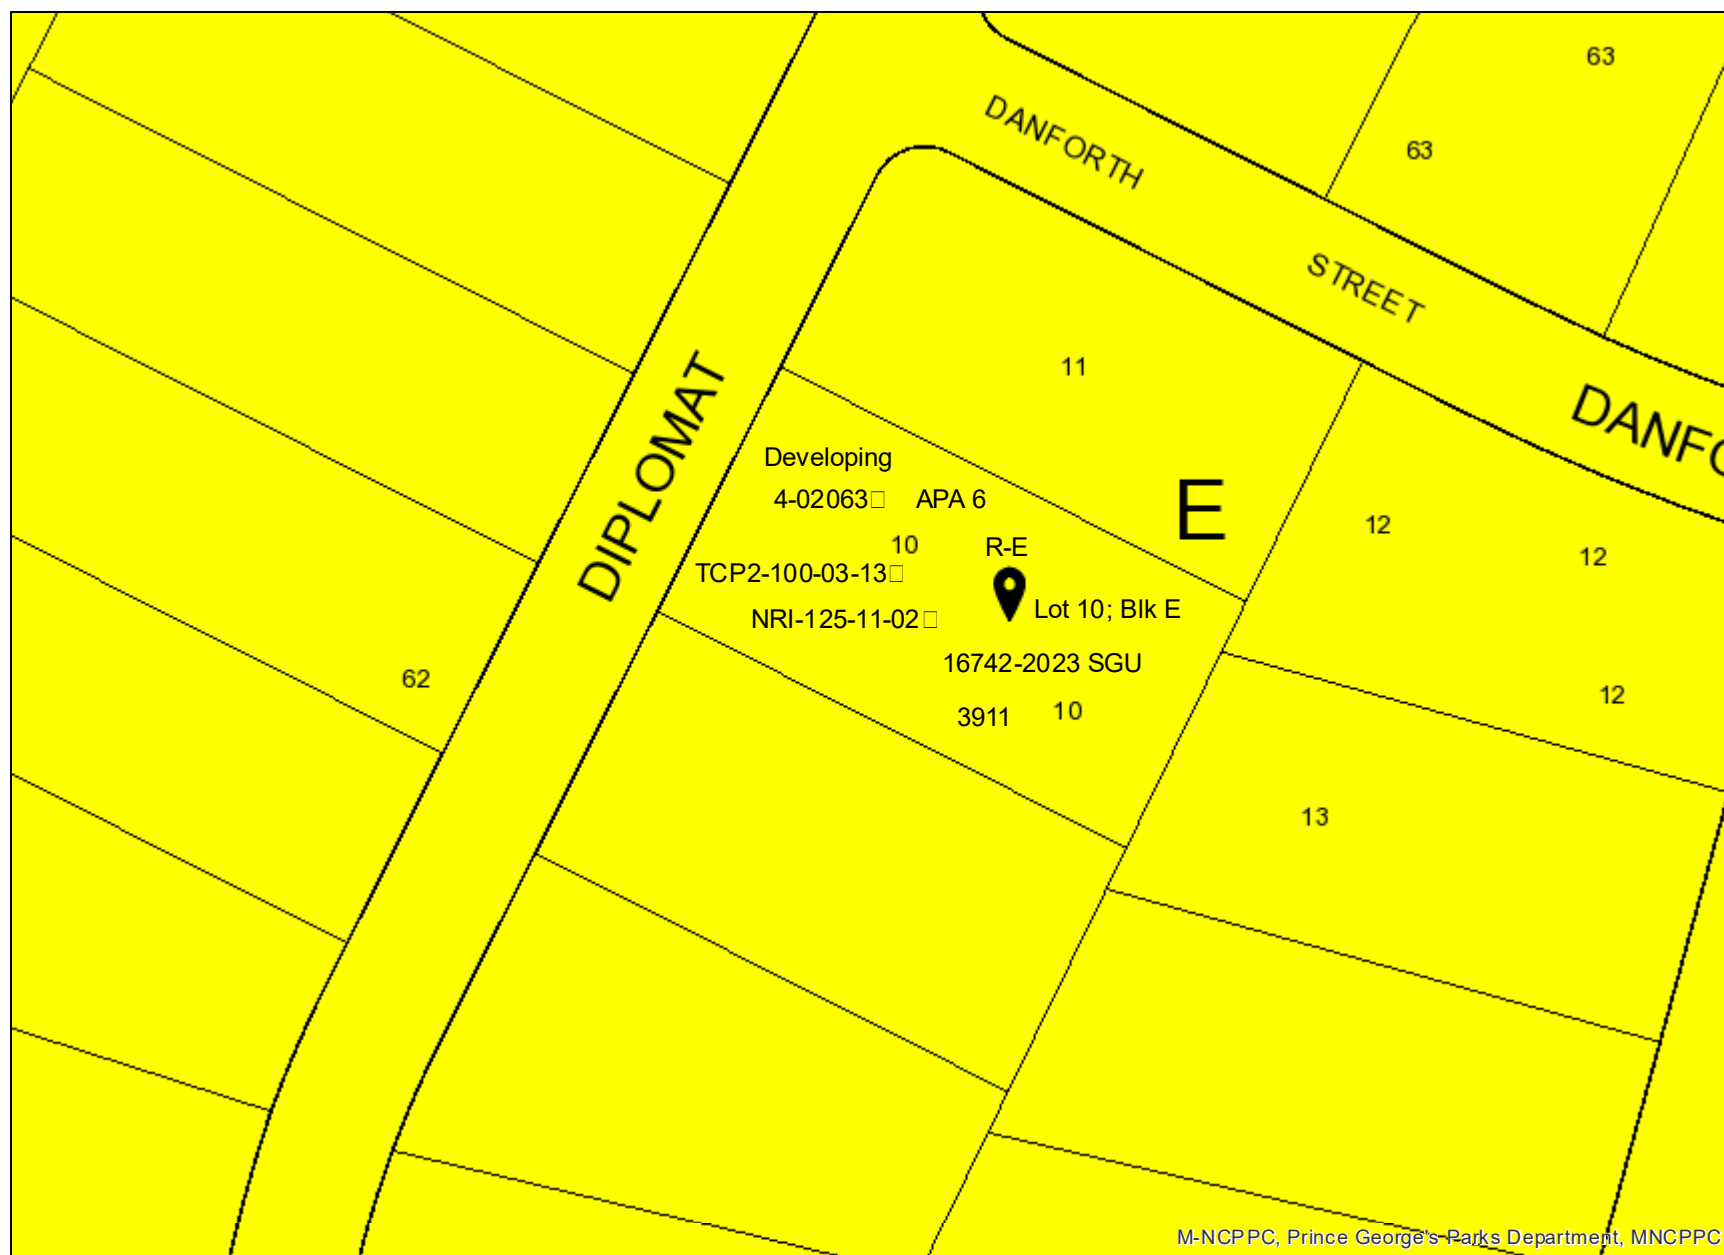 63
DANFORTH
63
STREET
DIPLOMAT
11
DANFO
Developing
4-02063□ APA 6
E
12
12
10
R-E
TCP2-100-03-13□
NRI-125-11-02□
Lot 10; Blk E
16742-2023 SGU
62
3911
10
12
13
M-NCPPC, Prince George's Parks Department, MNCPPC